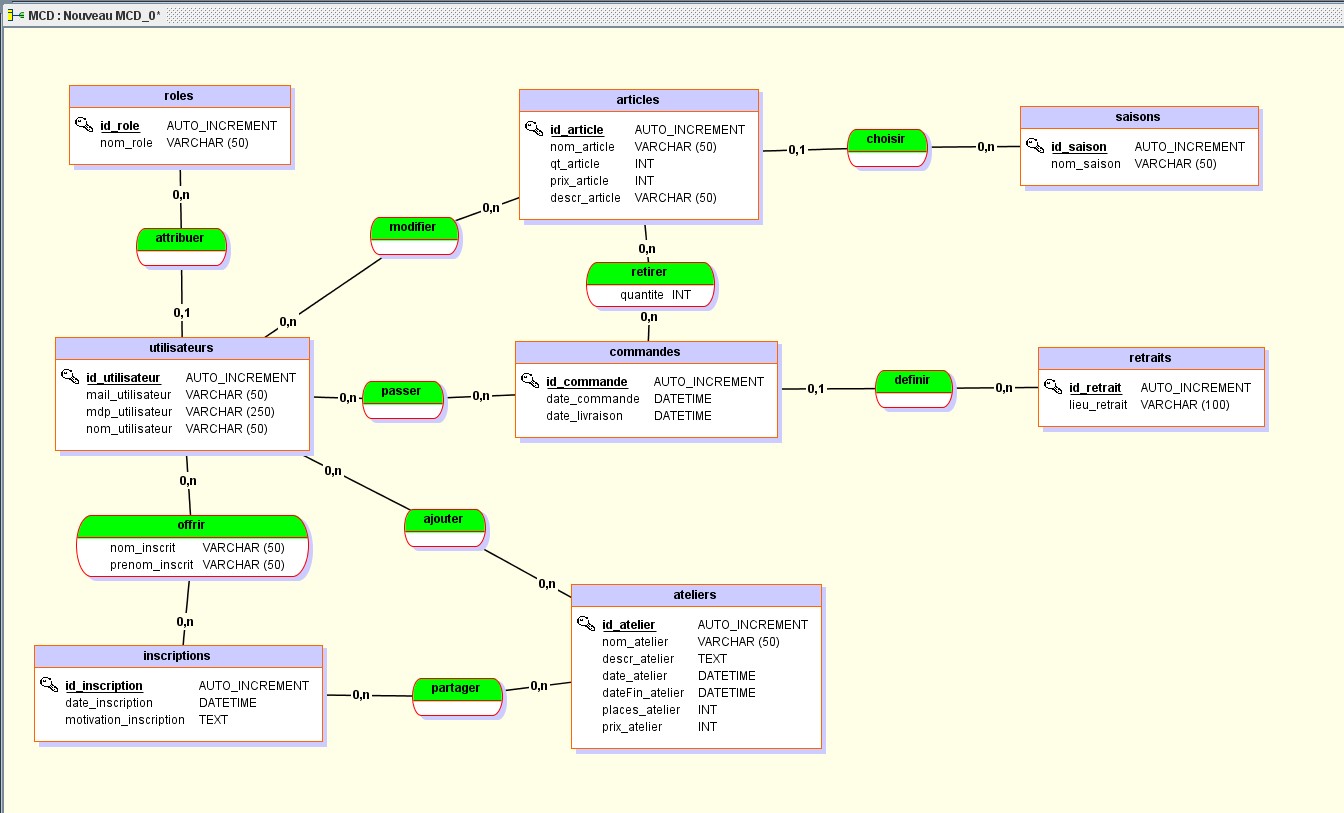 MCD : Nouveau MCD_0*
roles
id_role AUTO_INCREMENT
nom_role VARCHAR (50)
0,n
attribuer
0,1
articles
id_article AUTO_INCREMENT
nom_article VARCHAR (50)
qt_article INT
prix_article INT
descr_article VARCHAR (50)
0,1
choisir
0,n
saisons
id_saison AUTO_INCREMENT
nom_saison VARCHAR (50)
0,n
modifier
0,n
0,n
retirer
quantite INT
0,n
utilisateurs
id_utilisateur AUTO_INCREMENT
mail_utilisateur VARCHAR (50)
mdp_utilisateur VARCHAR (250)
nom_utilisateur VARCHAR (50)
0,n
passer
0,n
commandes
id_commande AUTO_INCREMENT
date_commande DATETIME
date_livraison DATETIME
0,1
definir
0,n
retraits
id_retrait AUTO_INCREMENT
lieu_retrait VARCHAR (100)
0,n
offrir
nom_inscrit VARCHAR (50)
prenom_inscrit VARCHAR (50)
0,n
0,n
ajouter
0,n
inscriptions
id_inscription AUTO_INCREMENT
date_inscription DATETIME
motivation_inscription TEXT
0,n
partager
0,n
ateliers
id_atelier AUTO_INCREMENT
nom_atelier VARCHAR (50)
descr_atelier TEXT
date_atelier DATETIME
dateFin_atelier DATETIME
places_atelier INT
prix_atelier INT